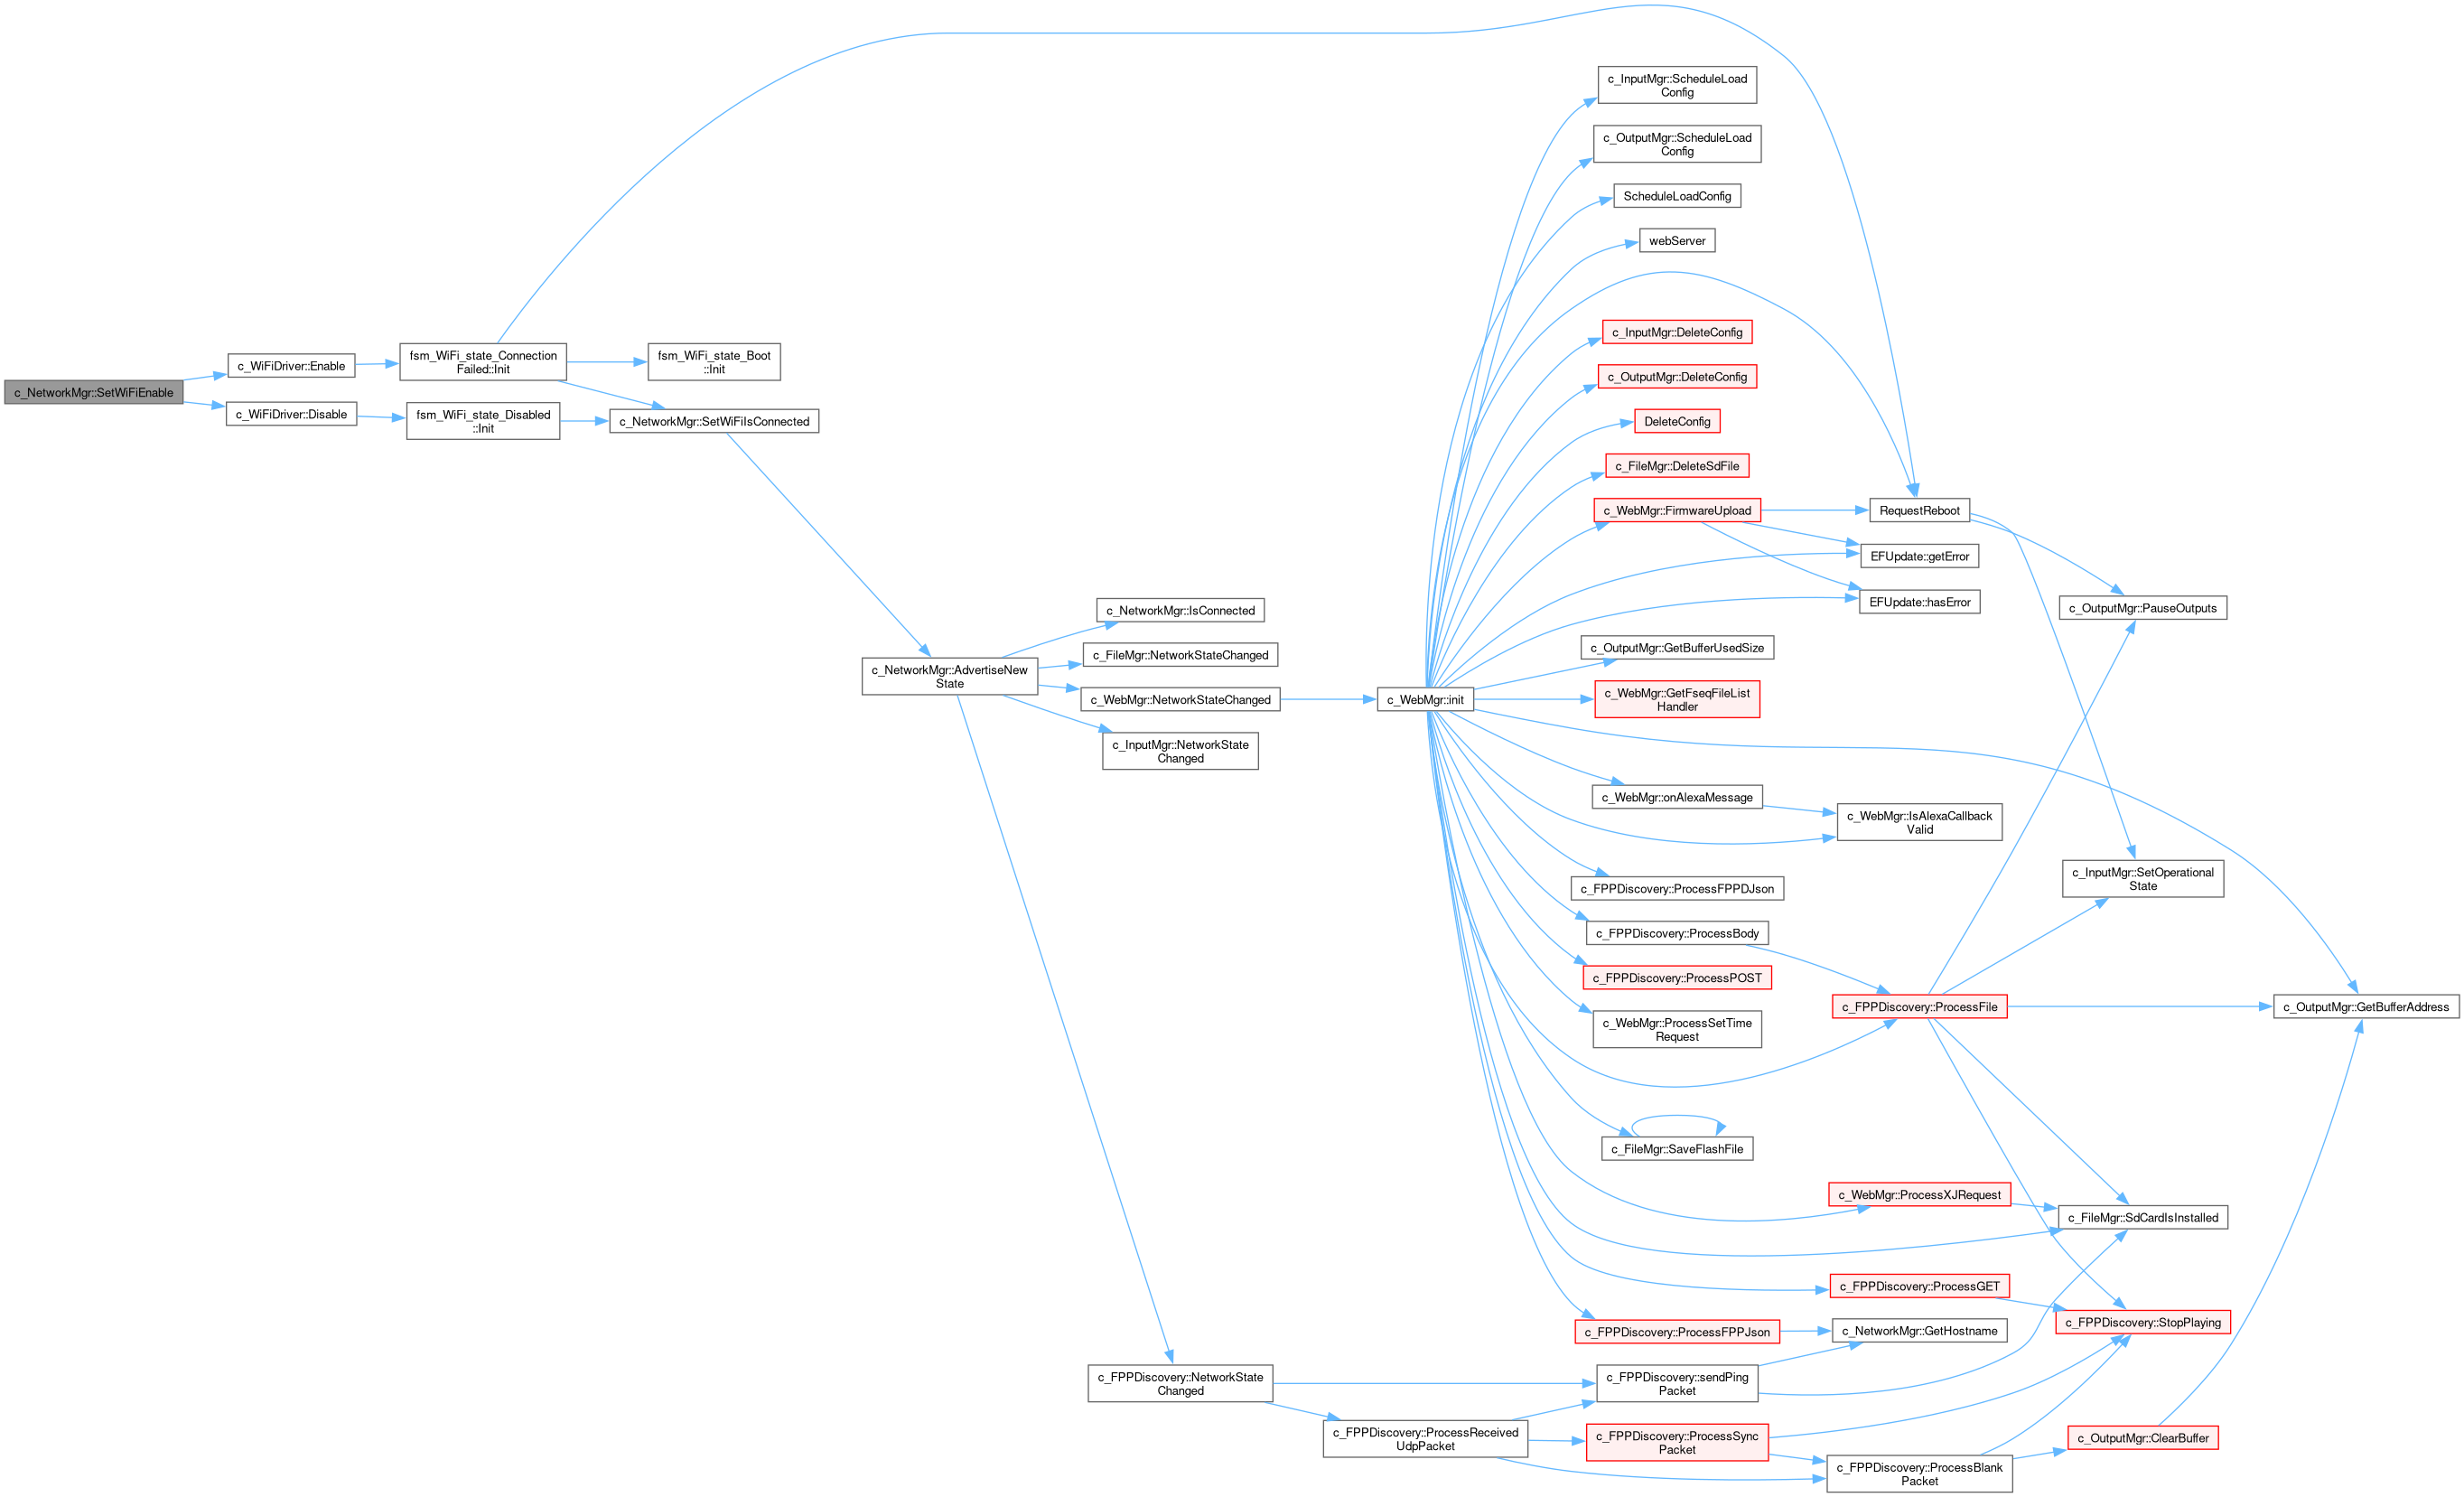 c_NetworkMgr::SetWiFiEnable
c_WiFiDriver::Enable
c_WiFiDriver::Disable
fsm_WiFi_state_Connection
Failed::Init
fsm_WiFi_state_Disabled
::Init
fsm_WiFi_state_Boot
::Init
c_NetworkMgr::SetWiFiIsConnected
c_NetworkMgr::AdvertiseNew
State
c_NetworkMgr::IsConnected
c_FileMgr::NetworkStateChanged
c_WebMgr::NetworkStateChanged
c_InputMgr::NetworkState
Changed
c_FPPDiscovery::NetworkState
Changed
c_FPPDiscovery::ProcessReceived
UdpPacket
c_WebMgr::init
c_InputMgr::ScheduleLoad
Config
c_OutputMgr::ScheduleLoad
Config
ScheduleLoadConfig
webServer
c_InputMgr::DeleteConfig
c_OutputMgr::DeleteConfig
DeleteConfig
c_FileMgr::DeleteSdFile
c_WebMgr::FirmwareUpload
c_OutputMgr::GetBufferUsedSize
c_WebMgr::GetFseqFileList
Handler
c_WebMgr::onAlexaMessage
c_FPPDiscovery::ProcessFPPDJson
c_FPPDiscovery::ProcessBody
c_FPPDiscovery::ProcessPOST
c_WebMgr::ProcessSetTime
Request
c_FileMgr::SaveFlashFile
c_FPPDiscovery::ProcessFPPJson
c_FPPDiscovery::sendPing
Packet
c_FPPDiscovery::ProcessSync
Packet
RequestReboot
EFUpdate::getError
EFUpdate::hasError
c_WebMgr::IsAlexaCallback
Valid
c_FPPDiscovery::ProcessFile
c_WebMgr::ProcessXJRequest
c_FPPDiscovery::ProcessGET
c_NetworkMgr::GetHostname
c_FPPDiscovery::ProcessBlank
Packet
c_OutputMgr::PauseOutputs
c_InputMgr::SetOperational
State
c_FileMgr::SdCardIsInstalled
c_FPPDiscovery::StopPlaying
c_OutputMgr::ClearBuffer
c_OutputMgr::GetBufferAddress